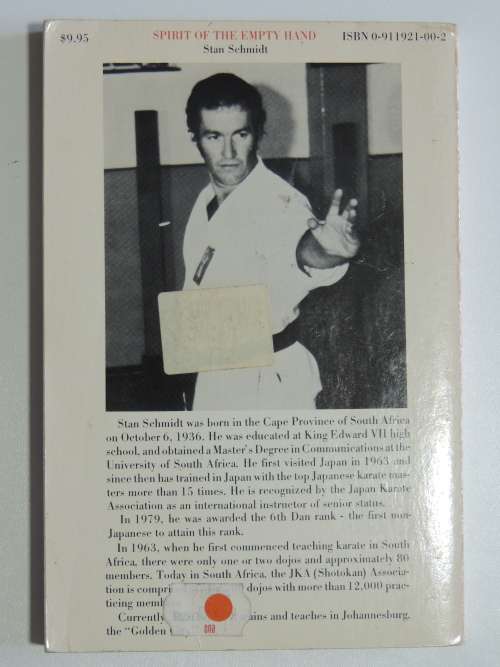 $9.95 SPIRIT OF THE EMPTY HAND ISBN 0-911921-00-2
Stan Schmidt
Stan Schmidt was born in the Cape Province of South Africa
on October 6, 1936. He was educated at King Edward VII high
school, and obtained a Master's Degree in Communications at the
University of South Africa. He first visited Japan in 1963 and
since then has trained in Japan with the top Japanese karate mas-
ters more than 15 times. He is recognized by the Japan Karate
Association as an international instructor of senior status.
In 1979, he was awarded the 6th Dan rank - the first non-
Japanese to attain this rank.
In 1963, when he first commenced teaching karate in South
Africa, there were only one or two dojos and approximately 80
members. Today in South Africa, the JKA (Shotokan) Associa-
tion is compri dojos with more than 12,000 prac-
ticing memb
Currently ains and teaches in Johannesburg,
the "Golden